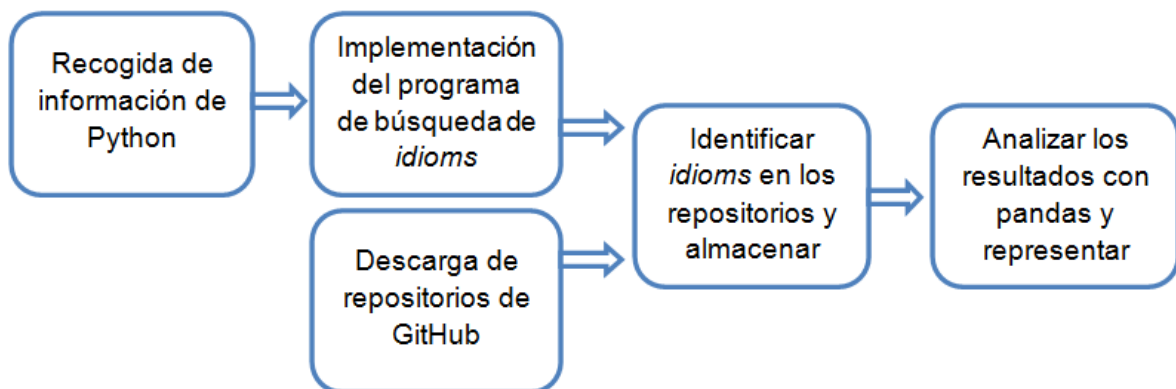 Recogida de
información de
Python
Implementación
del programa
de búsqueda de
idioms
Descarga de
repositorios de
GitHub
Identificar
idioms en los
repositorios y
almacenar
Analizar los
resultados con
pandas y
representar